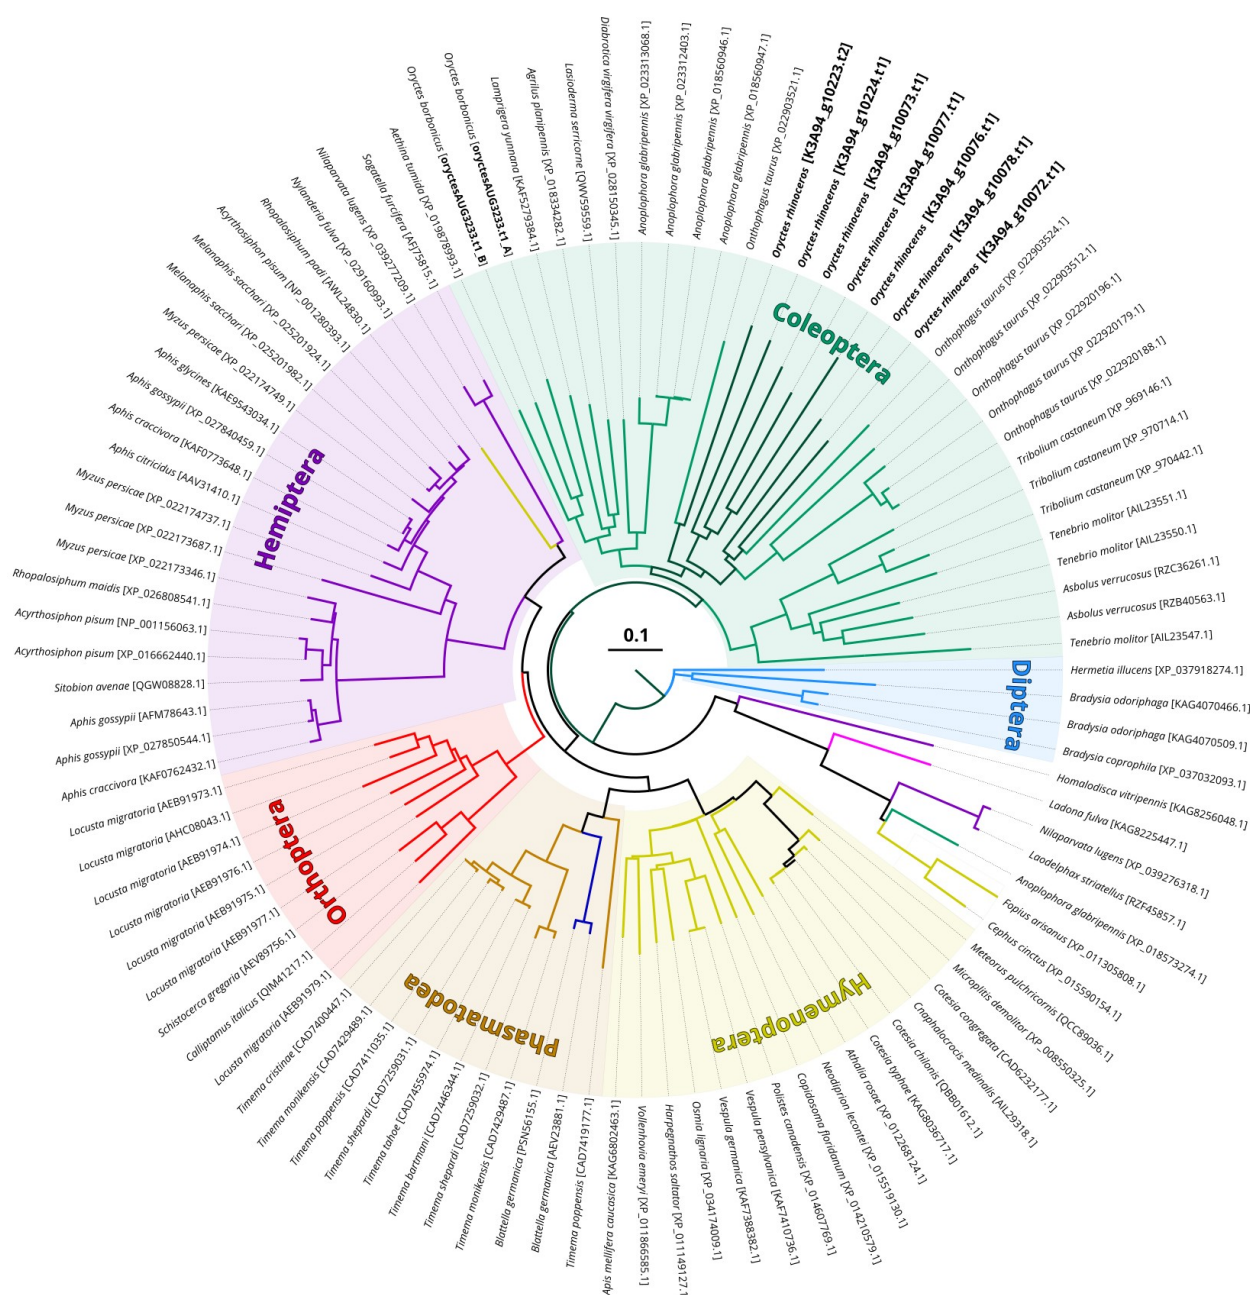 Diabrotica virgifera [XP_028150345.1]
Anoplophora glabripennis [XP_023313068.1]
Anoplophora glabripennis [XP_023312403.1]
Anoplophora glabripennis [XP_018560946.1]
Anoplophora glabripennis [XP_018560947.1]
Onthophagus taurus [XP_022903521.1]
Oryctes rhinoceros [K3A94_g10223.t2]
Oryctes rhinoceros [K3A94_g10224.t1]
Oryctes rhinoceros [K3A94_g10073.t1]
Oryctes rhinoceros [K3A94_g10077.t1]
Oryctes rhinoceros [K3A94_g10076.t1]
Oryctes rhinoceros [K3A94_g10078.t1]
Oryctes rhinoceros [K3A94_g10072.t1]
Onthophagus taurus [XP_022903524.1]
Onthophagus taurus [XP_022903512.1]
Onthophagus taurus [XP_022920196.1]
Onthophagus taurus [XP_022920179.1]
Onthophagus taurus [XP_022920188.1]
Tribolium castaneum [XP_969146.1]
Tribolium castaneum [XP_970714.1]
Tribolium castaneum [XP_970442.1]
Tenebrio molitor [AIL23551.1]
Tenebrio molitor [AIL23550.1]
Asbolus verrucosus [RZC36261.1]
Asbolus verrucosus [RZB40563.1]
Tenebrio molitor [AIL23547.1]
Hermetia illucens [XP_037918274.1]
Bradysia odoriphaga [KAG4070466.1]
Bradysia odoriphaga [KAG4070509.1]
Bradysia coprophila [XP_037032093.1]
Homalodisca vitripennis [KAG8256048.1]
Ladona fulva [KAG8225447.1]
Nilaparvata lugens [XP_039276318.1]
Laodelphax striatellus [RZF45857.1]
Anoplophora glabripennis [XP_018573274.1]
Fopius arisanus [XP_011305808.1]
Cephus cinctus [XP_015590154.1]
Meteorus pulchricornis [QCC89036.1]
Microplitis demolitor [XP_008550325.1]
Cotesia congregata [CAD6232177.1]
Cnaphalocrocis medinalis [AIL29318.1]
Cotesia chilonis [QBB01612.1]
Cotesia typhae [KAG8036717.1]
Athalia rosae [XP_012268124.1]
Neodiprion lecontei [XP_015519130.1]
Copidosoma floridanum [XP_014210579.1]
Polistes canadensis [XP_014607769.1]
Vespula pensylvanica [KAF7410736.1]
Vespula germanica [KAF7388382.1]
Osmia lignaria [XP_034174009.1]
Harpegnathos saltator [XP_011149127.1]
Vollenhovia emeryi [XP_011866585.1]
Apis mellifera caucasica [KAG6802463.1]
Timema poppensis [CAD7419177.1]
Blattella germanica [AEV23881.1]
Blattella germanica [PSN56155.1]
Timema monikensis [CAD7429487.1]
Timema shepardi [CAD7259032.1]
Timema bartmani [CAD7446344.1]
Timema tahoe [CAD7455974.1]
Timema shepardi [CAD7259031.1]
Timema poppensis [CAD7411035.1]
Timema monikensis [CAD7429489.1]
Timema cristinae [CAD7400447.1]
Locusta migratoria [AEB91979.1]
Calliptamus italicus [QIM41217.1]
Schistocerca gregaria [AEV89756.1]
Locusta migratoria [AEB91977.1]
Locusta migratoria [AEB91975.1]
Locusta migratoria [AEB91976.1]
Locusta migratoria [AEB91974.1]
Locusta migratoria [AHC08043.1]
Locusta migratoria [AEB91973.1]
Aphis craccivora [KAF0762432.1]
Aphis gossypii [XP_027850544.1]
Aphis gossypii [AFM78643.1]
Sitobion avenae [QGW08828.1]
Acyrthosiphon pisum [XP_016662440.1]
Acyrthosiphon pisum [NP_001156063.1]
Rhopalosiphum maidis [XP_026808541.1]
Myzus persicae [XP_022173346.1]
Myzus persicae [XP_022173687.1]
Myzus persicae [XP_022174737.1]
Aphis citricidus [AAV31410.1]
Aphis craccivora [KAF0773648.1]
Aphis gossypii [XP_027840459.1]
Aphis glycines [KAE9543034.1]
Myzus persicae [XP_022174749.1]
Melanaphis sacchari [XP_025201982.1]
Melanaphis sacchari [XP_025201924.1]
Acyrthosiphon pisum [NP_001280393.1]
Rhopalosiphum padi [AWL24830.1]
Nylanderia fulva [XP_029160993.1]
Nilaparvata lugens [XP_039277209.1]
Sogatella furcifera [AFJ75815.1]
Aethina tumida [XP_019878993.1]
Oryctes borbonicus [oryctesAUG3233.t1_B]
Oryctes borbonicus [oryctesAUG3233.t1_A]
Lamprigera yunnana [KAF5279384.1]
Agrilus planipennis [XP_018334282.1]
Lasioderma serricorne [QWV59559.1]
Coleoptera
Diptera
Hymenoptera
Phasmatodea
Orthoptera
Hemiptera
0.1